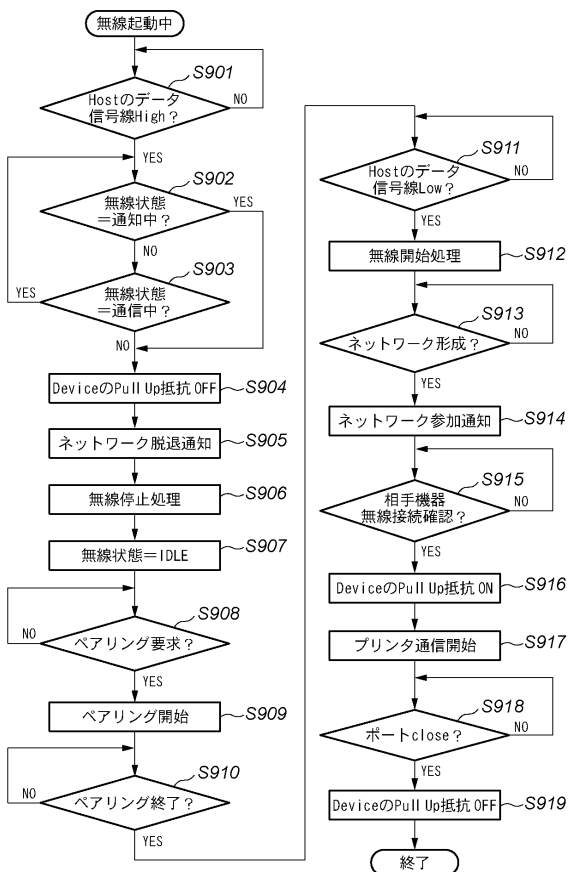 無線起動中
S901
Hostのデータ
信号線High？
NO
YES
S902
無線状態
＝通知中？
YES
NO
S903
無線状態
＝通信中？
YES
NO
DeviceのPull Up抵抗OFF
S904
ネットワーク脱退通知
S905
無線停止処理
S906
無線状態＝IDLE
S907
S908
ペアリング要求？
NO
YES
ペアリング開始
S909
S910
ペアリング終了？
NO
YES
S911
Hostのデータ
信号線Low？
NO
YES
無線開始処理
S912
S913
ネットワーク形成？
NO
YES
ネットワーク参加通知
S914
S915
相手機器
無線接続確認？
NO
YES
DeviceのPull Up抵抗ON
S916
プリンタ通信開始
S917
S918
ポートclose？
NO
YES
DeviceのPull Up抵抗OFF
S919
終了